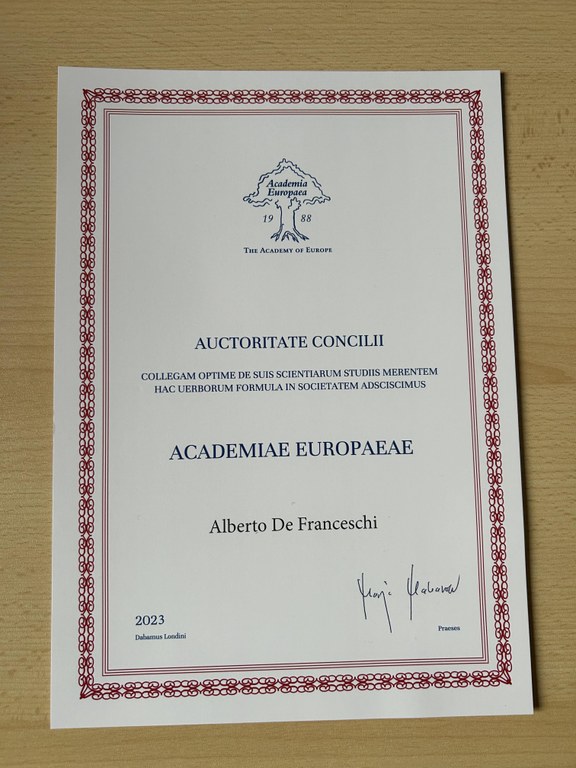 Academia
Europaea
19 88
THE ACADEMY OF EUROPE
AUCTORITATE CONCILII
COLLEGAM OPTIME DE SUIS SCIENTIARUM STUDIIS MERENTEM
HAC UERBORUM FORMULA IN SOCIETATEM ADSCISCIMUS
ACADEMIAE EUROPAEAE
Alberto De Franceschi
2023
Dabamus Londini
Praeses